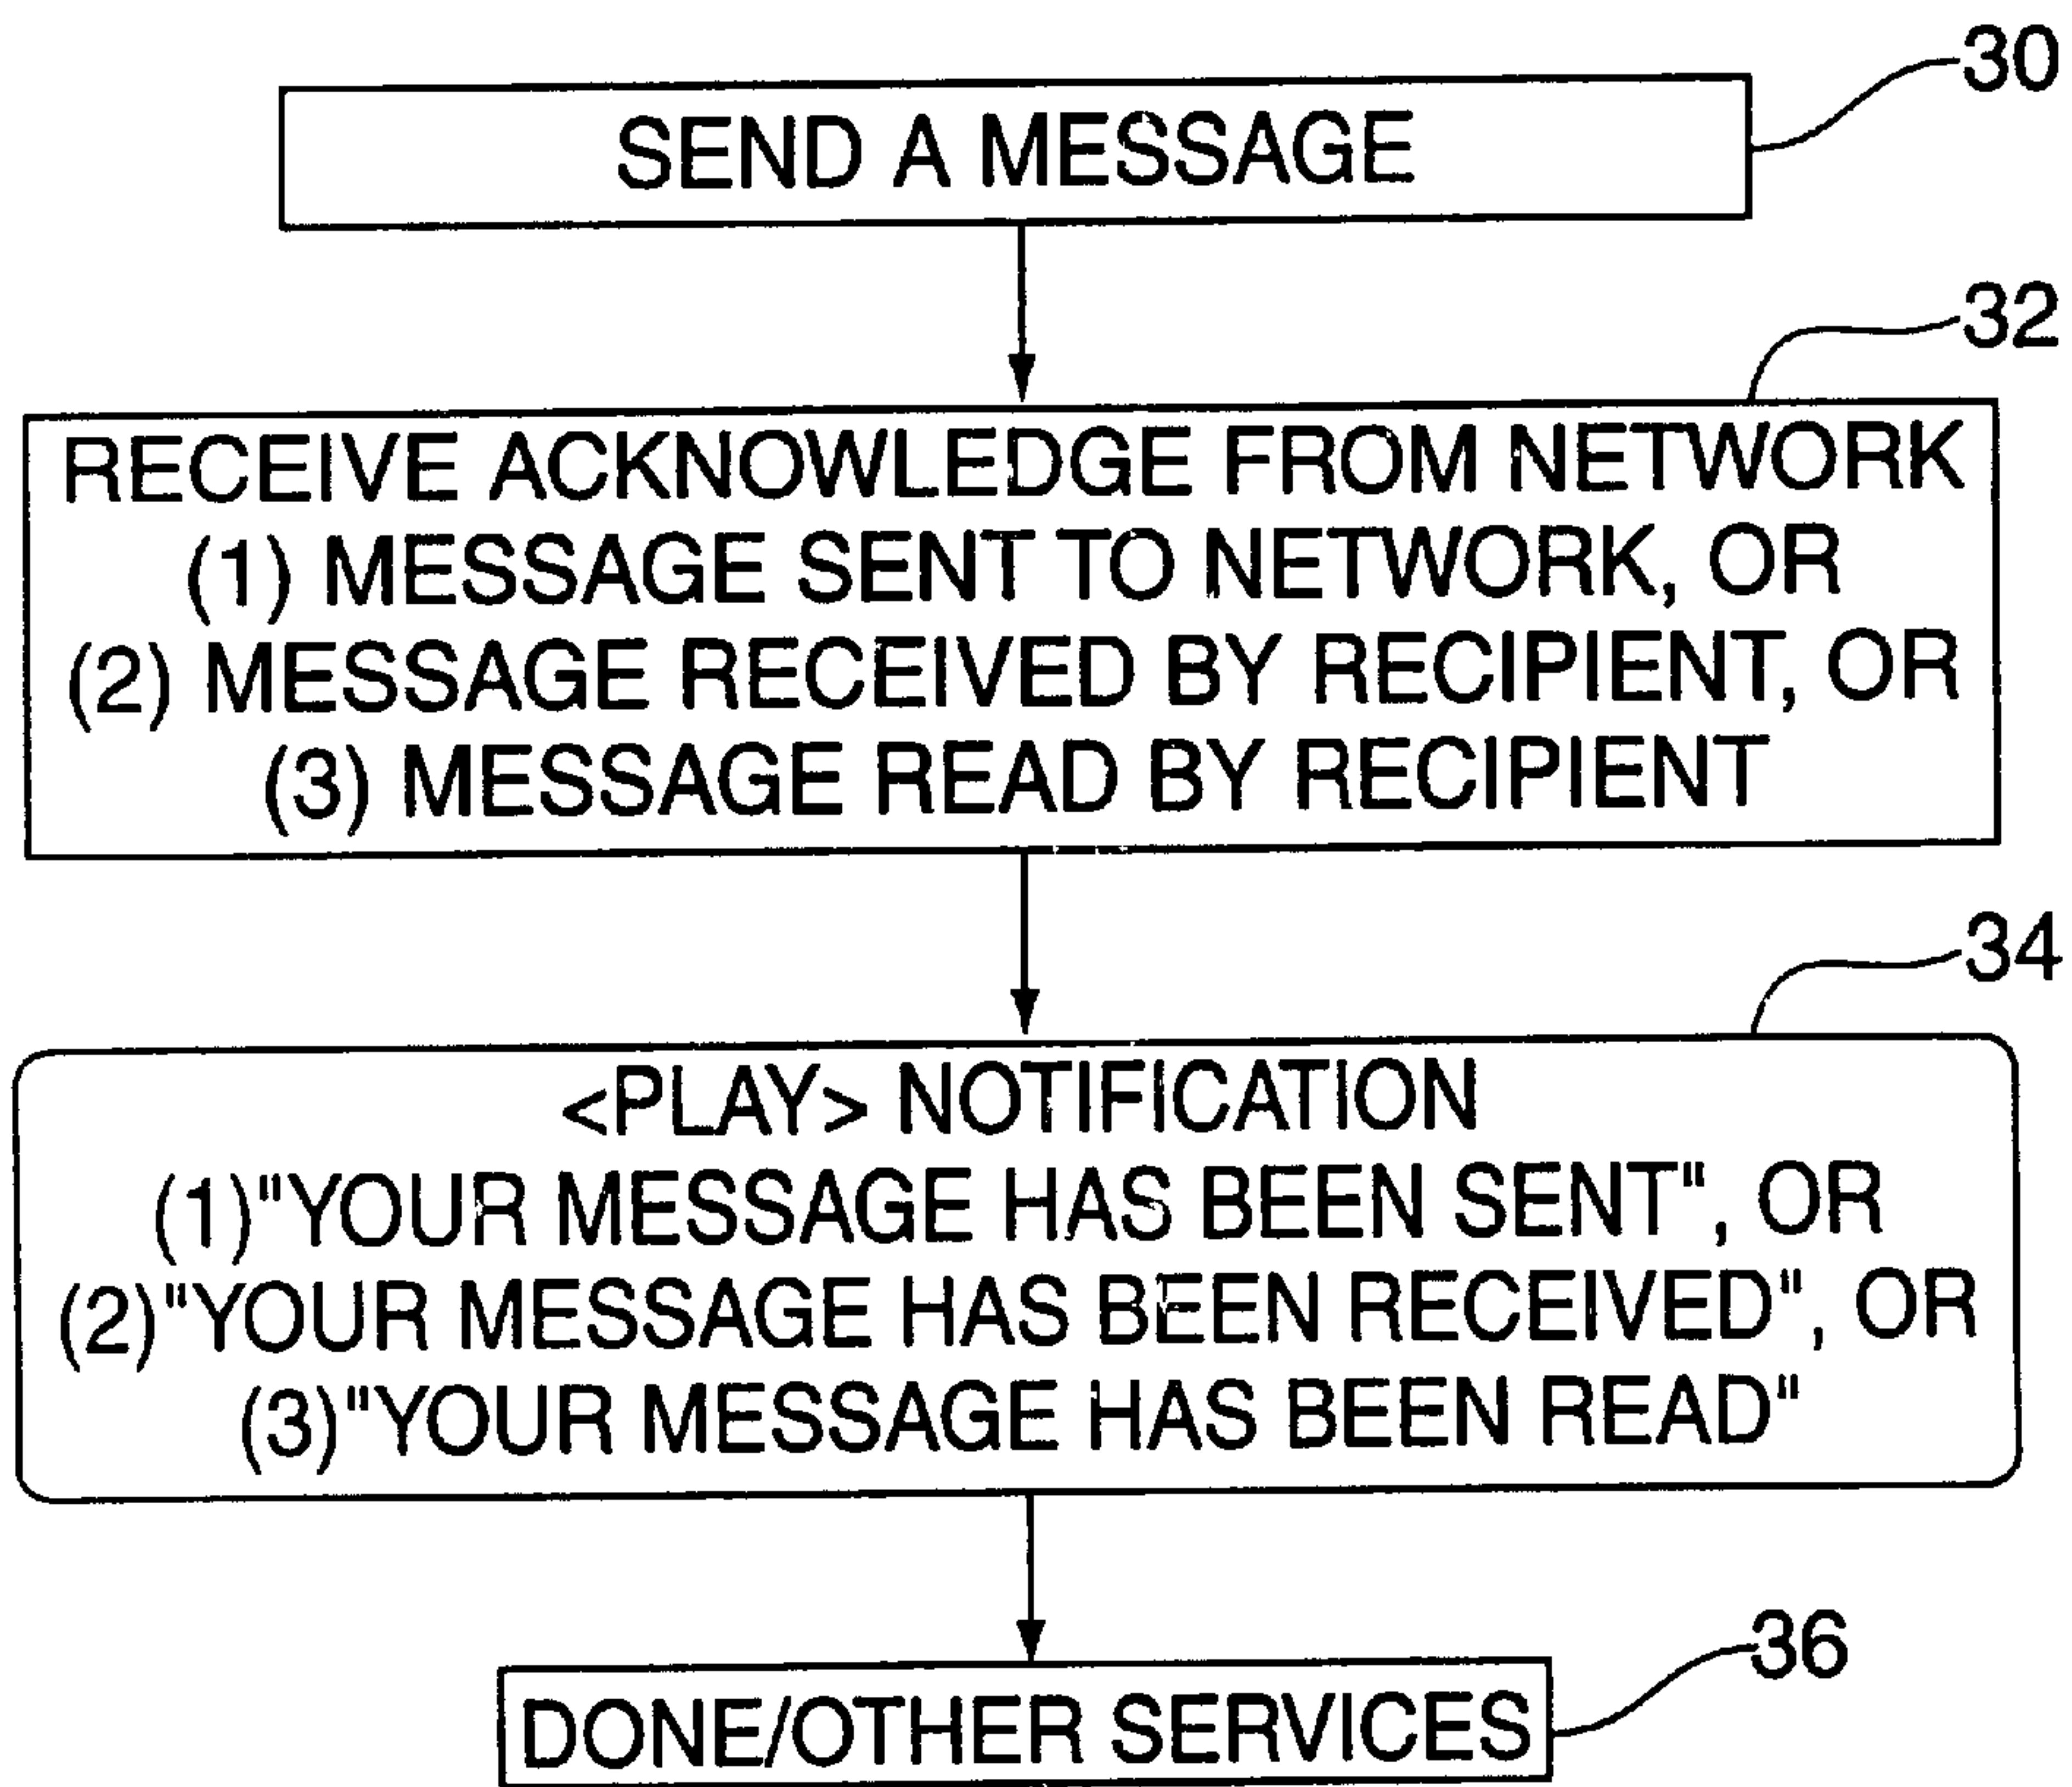 30
SEND A MESSAGE
32
RECEIVE ACKNOWLEDGE FROM NETWORK
(1) MESSAGE SENT TO NETWORK, OR
(2) MESSAGE RECEIVED BY RECIPIENT, OR
(3) MESSAGE READ BY RECIPIENT
34
<PLAY> NOTIFICATION
(1)"YOUR MESSAGE HAS BEEN SENT", OR
(2)"YOUR MESSAGE HAS BEEN RECEIVED", OR
(3)"YOUR MESSAGE HAS BEEN READ"
36
DONE/OTHER SERVICES